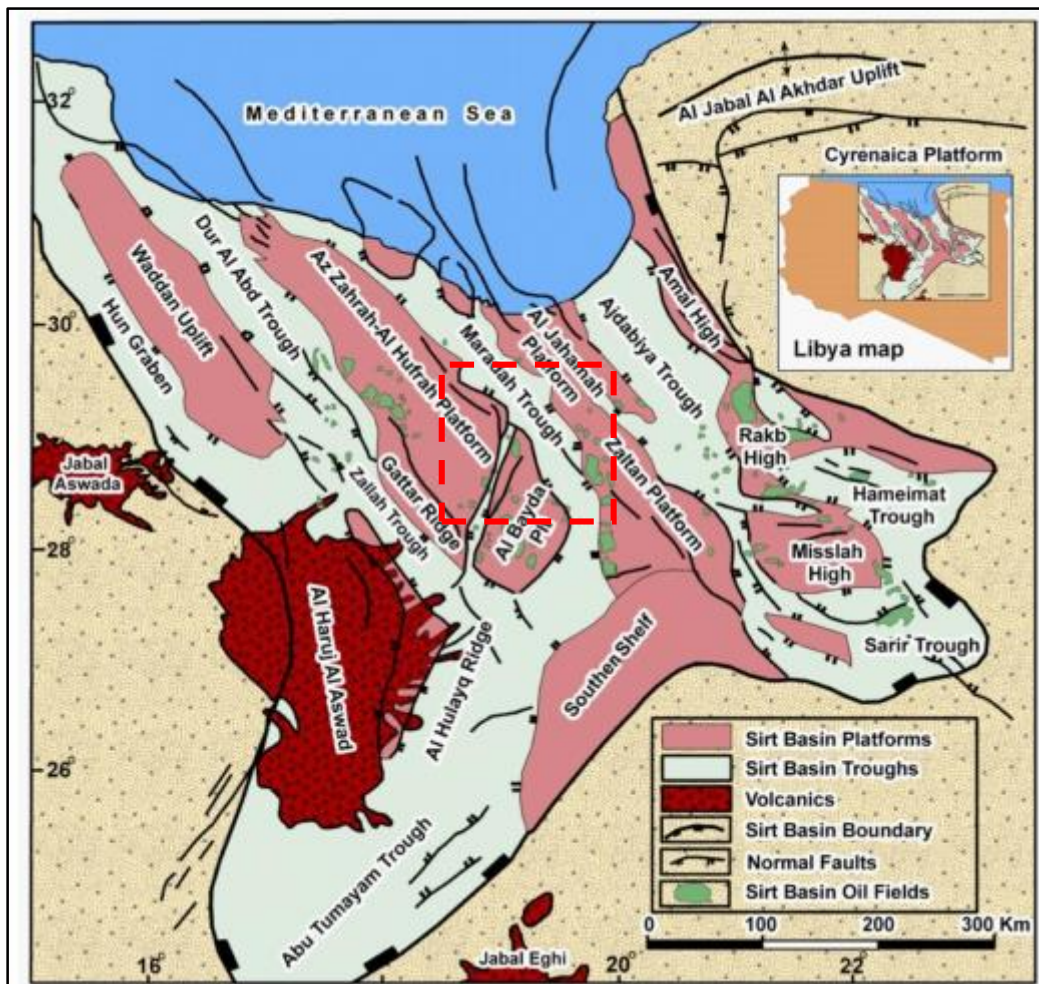 32°
Mediterranean Sea
Al Jabal Al Akhdar Uplift
Cyrenaica Platform
Libya map
30
Waddan Uplift
Hun Graben
Dur Al Abd Trough
Az Zahrah-Al Hufrah Platform
Maradah Trough
Al Jahamah
Platform
Ajdabiya Trough
Amal High
Rakb
High
Hameimat
Trough
Jabal
Aswada
Zallah Trough
Gattar Ridge
Al Bayda
Plt
Zaltan Platform
28
Misslah
High
Sarir Trough
Al Haruj Al Aswad
Al Hulayq Ridge
Southen Shelf
26
Abu Tumayam Trough
Jabal Eghi
16°
20
22
Sirt Basin Platforms
Sirt Basin Troughs
Volcanics
Sirt Basin Boundary
Normal Faults
Sirt Basin Oil Fields
0 100 200 300 Km